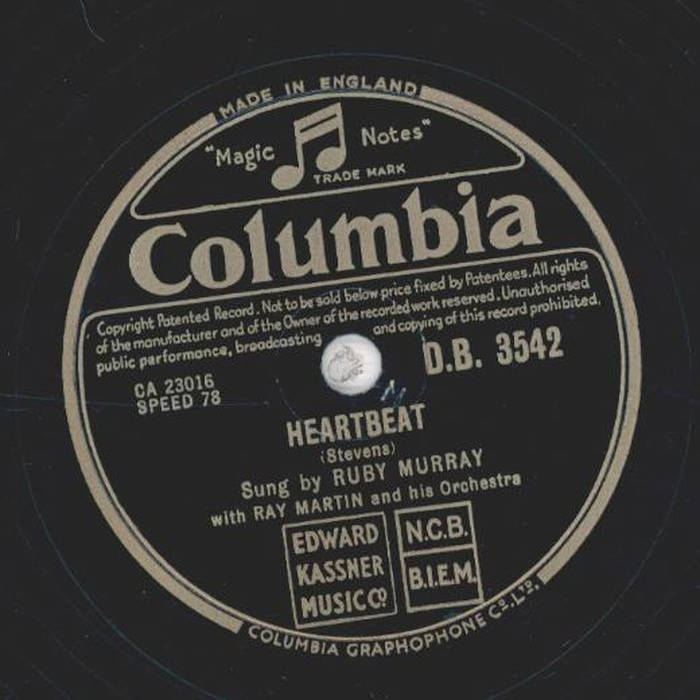 MADE IN ENGLAND
"Magic Notes"
TRADE MARK
Columbia
Copyright Patented Record. Not to be sold below price fixed by Patentees. All rights
of the manufacturer and of the Owner of the recorded work reserved. Unauthorised
public performance, broadcasting and copying of this record prohibited.
D.B. 3542
CA 23016
SPEED 78
HEARTBEAT
(Stevens)
Sung by RUBY MURRAY
with RAY MARTIN and his Orchestra
EDWARD
KASSNER
MUSIC CO.
N.C.B.
B.I.E.M.
COLUMBIA GRAPHOPHONE CO. LTD.